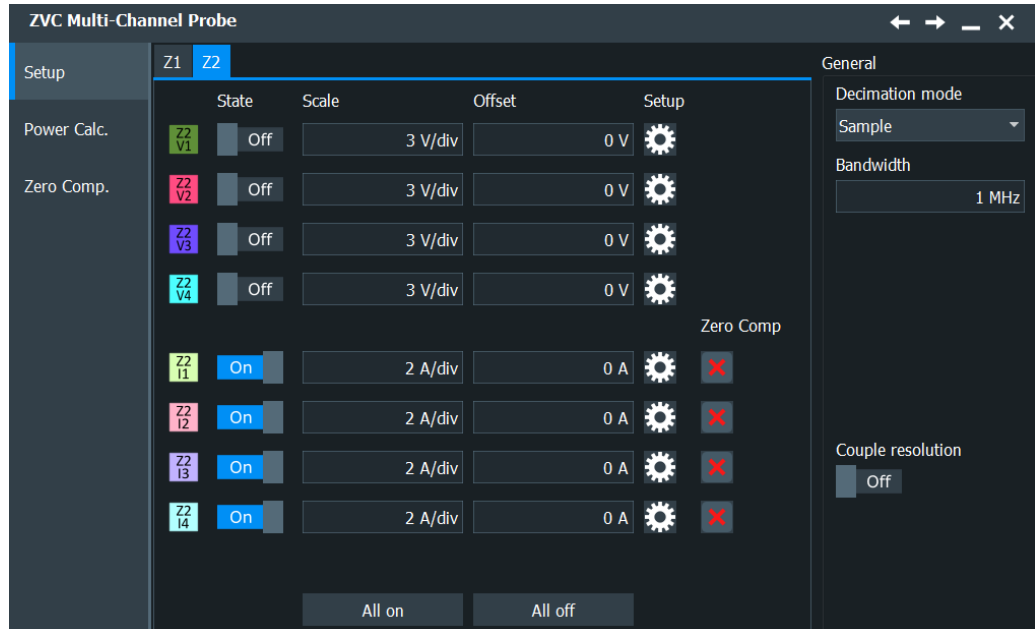 ZVC Multi-Channel Probe
Setup
Power Calc.
Zero Comp.
Z1 Z2
State Scale Offset Setup
Z2 V1 Off 3 V/div 0 V
Z2 V2 Off 3 V/div 0 V
Z2 V3 Off 3 V/div 0 V
Z2 V4 Off 3 V/div 0 V
Zero Comp
Z2 I1 On 2 A/div 0 A
Z2 I2 On 2 A/div 0 A
Z2 I3 On 2 A/div 0 A
Z2 I4 On 2 A/div 0 A
All on All off
General
Decimation mode
Sample
Bandwidth
1 MHz
Couple resolution
Off